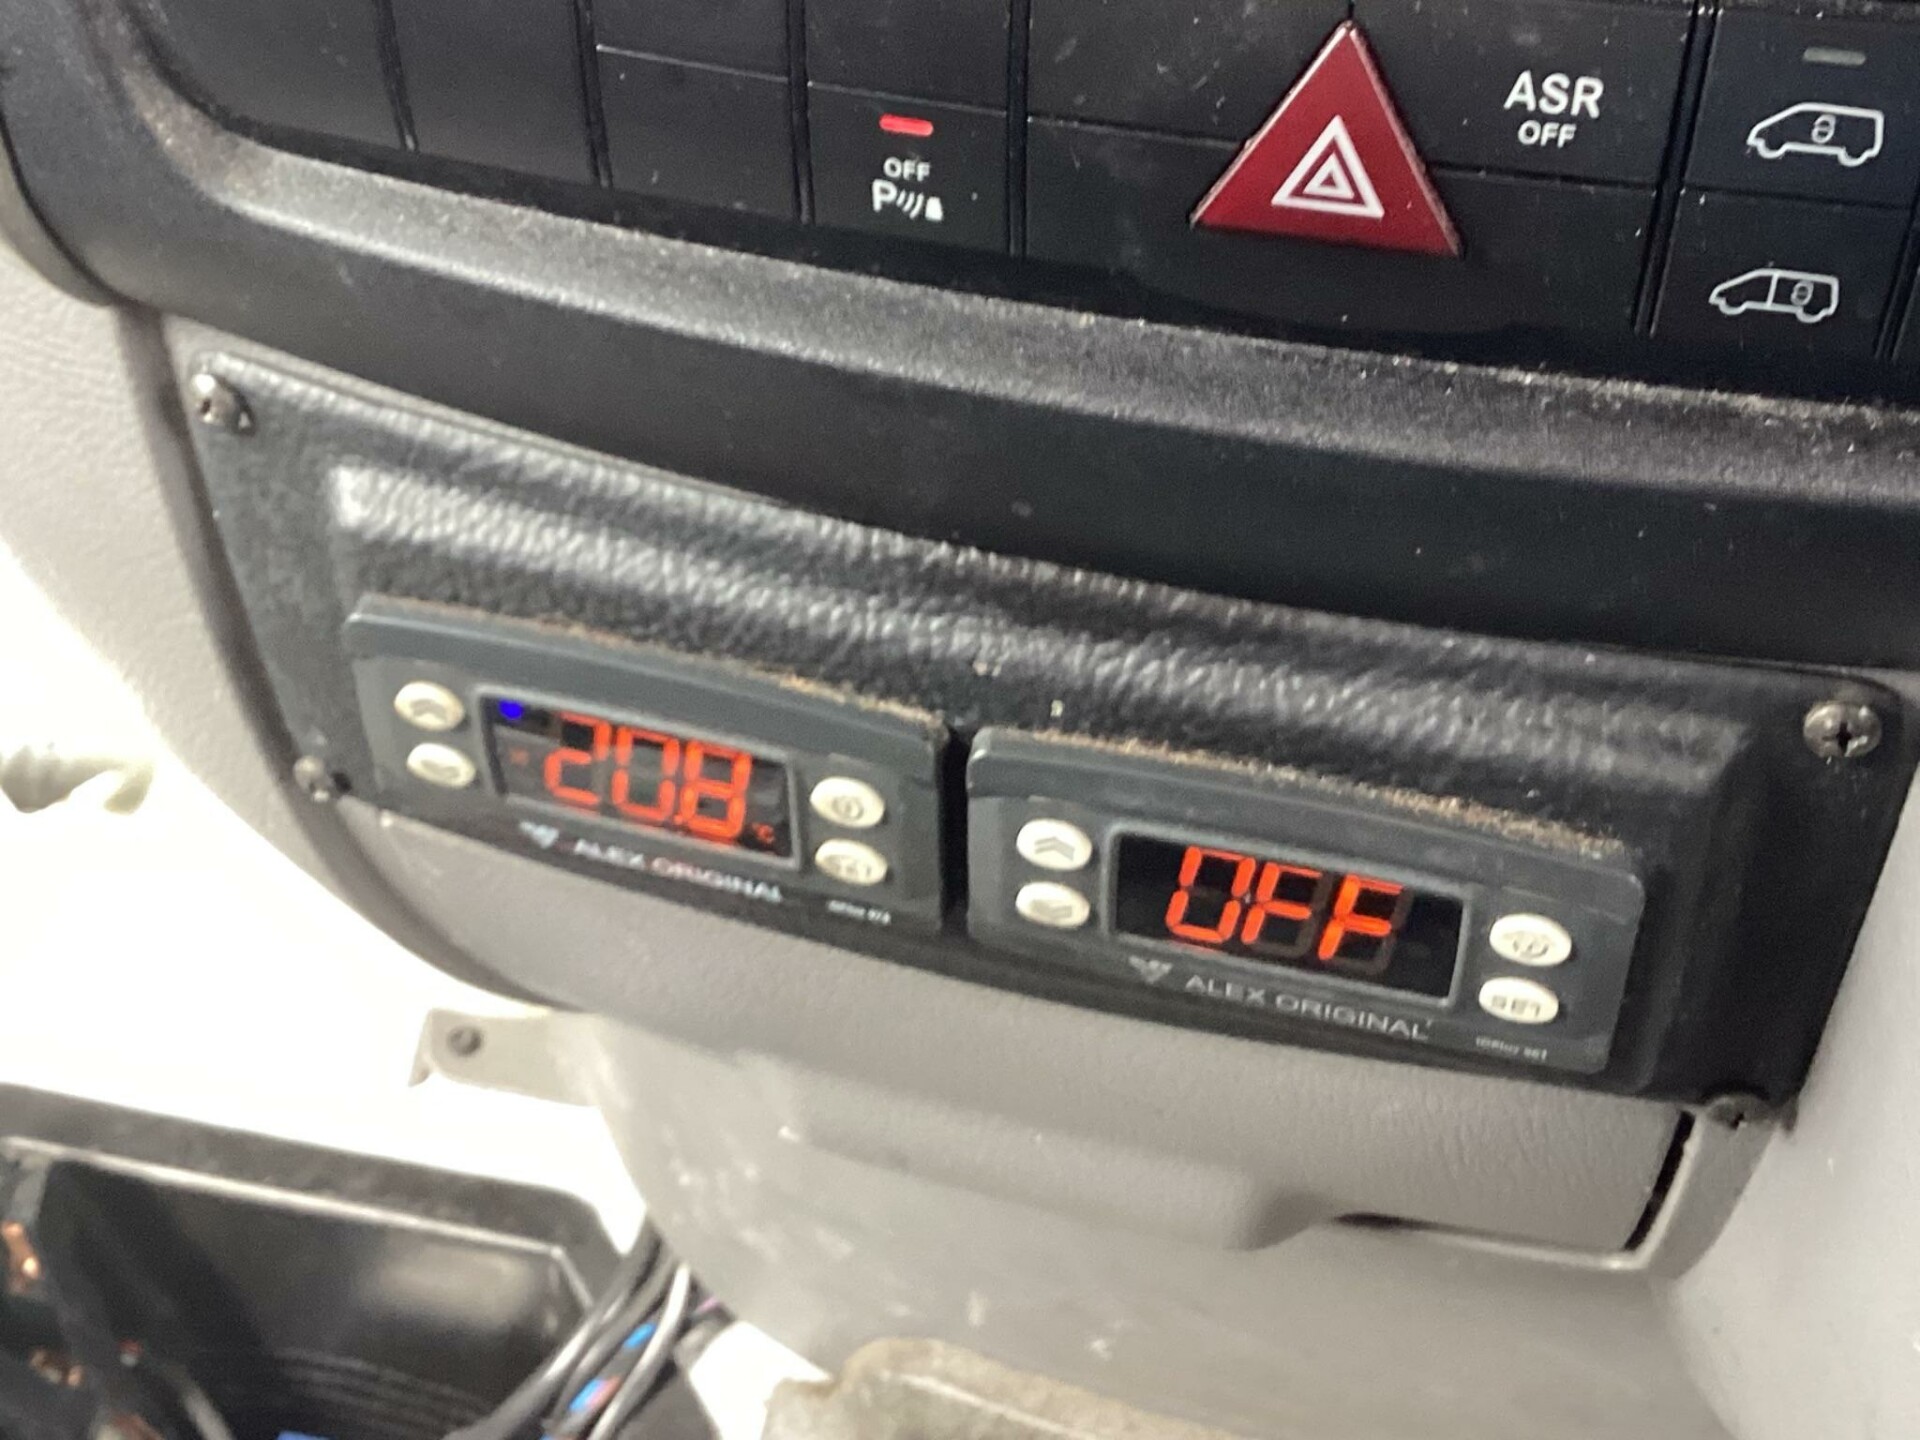 OFF
P
ASR
OFF
20.8 °C
ALEX ORIGINAL
OFF
SET
ALEX ORIGINAL